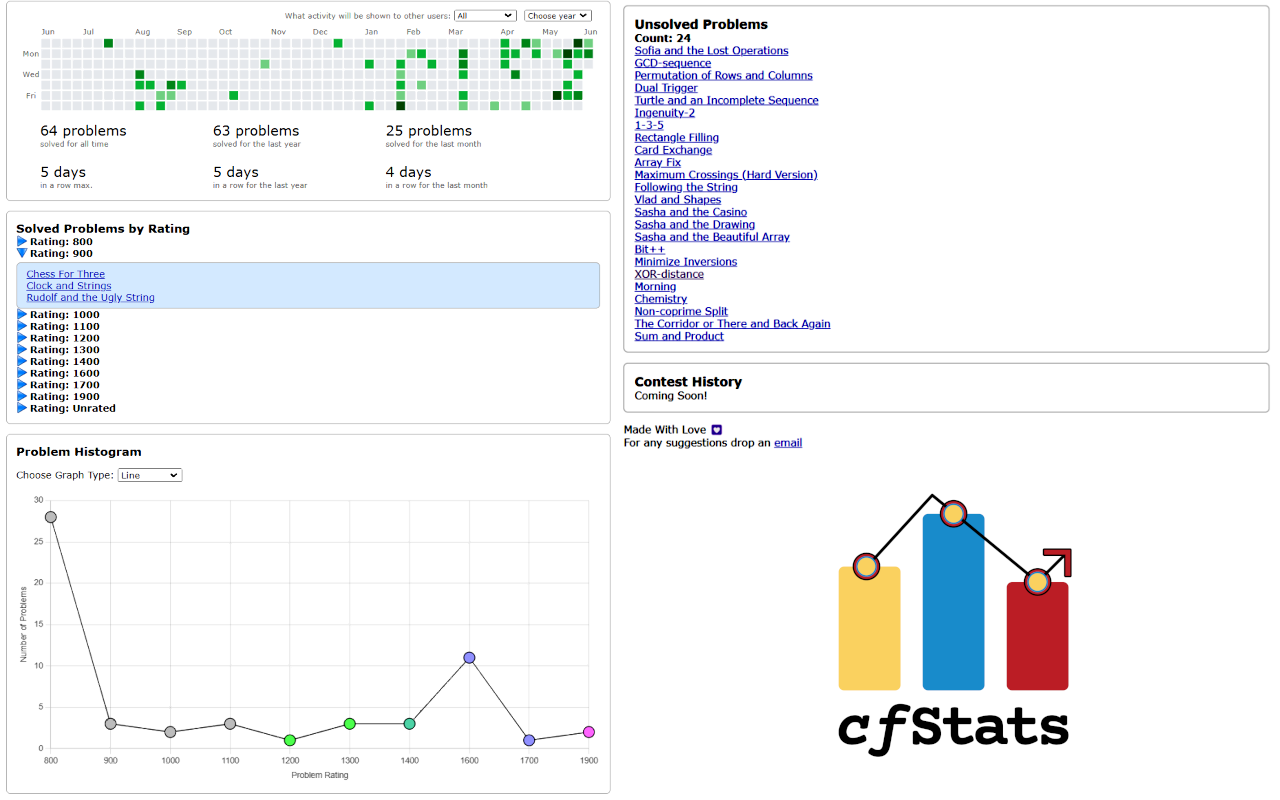 What activity will be shown to other users: All Choose year
Jun Jul Aug Sep Oct Nov Dec Jan Feb Mar Apr May Jun
Mon
Wed
Fri
64 problems 63 problems 25 problems
solved for all time solved for the last year solved for the last month
5 days 5 days 4 days
in a row max. in a row for the last year in a row for the last month
Solved Problems by Rating
Rating: 800
Rating: 900
Chess For Three
Clock and Strings
Rudolf and the Ugly String
Rating: 1000
Rating: 1100
Rating: 1200
Rating: 1300
Rating: 1400
Rating: 1600
Rating: 1700
Rating: 1900
Rating: Unrated
Problem Histogram
Choose Graph Type: Line
30
25
20
15
10
5
0
Number of Problems
800 900 1000 1100 1200 1300 1400 1600 1700 1900
Problem Rating
Unsolved Problems
Count: 24
Sofia and the Lost Operations
GCD-sequence
Permutation of Rows and Columns
Dual Trigger
Turtle and an Incomplete Sequence
Ingenuity-2
1-3-5
Rectangle Filling
Card Exchange
Array Fix
Maximum Crossings (Hard Version)
Following the String
Vlad and Shapes
Sasha and the Casino
Sasha and the Drawing
Sasha and the Beautiful Array
Bit++
Minimize Inversions
XOR-distance
Morning
Chemistry
Non-coprime Split
The Corridor or There and Back Again
Sum and Product
Contest History
Coming Soon!
Made With Love
For any suggestions drop an email
cfStats